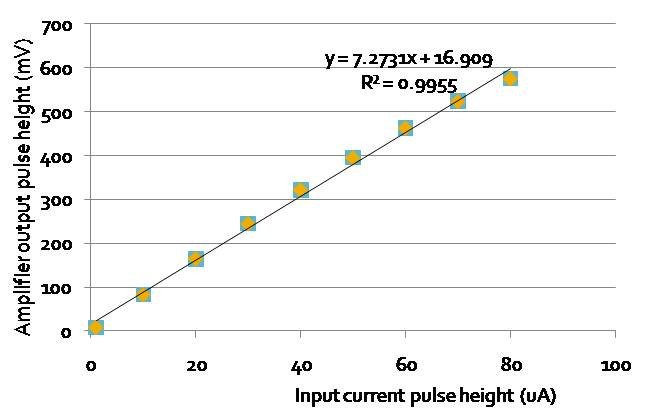 700
600
500
400
300
200
100
0
Amplifier output pulse height (mV)
y = 7.2731x + 16.909
R² = 0.9955
0 20 40 60 80 100
Input current pulse height (uA)